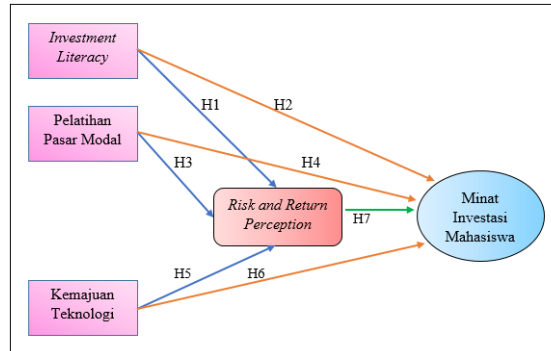 Investment
Literacy
H1
H2
Pelatihan
Pasar Modal
H3
H4
Risk and Return
Perception
H7
Minat
Investasi
Mahasiswa
H5
H6
Kemajuan
Teknologi